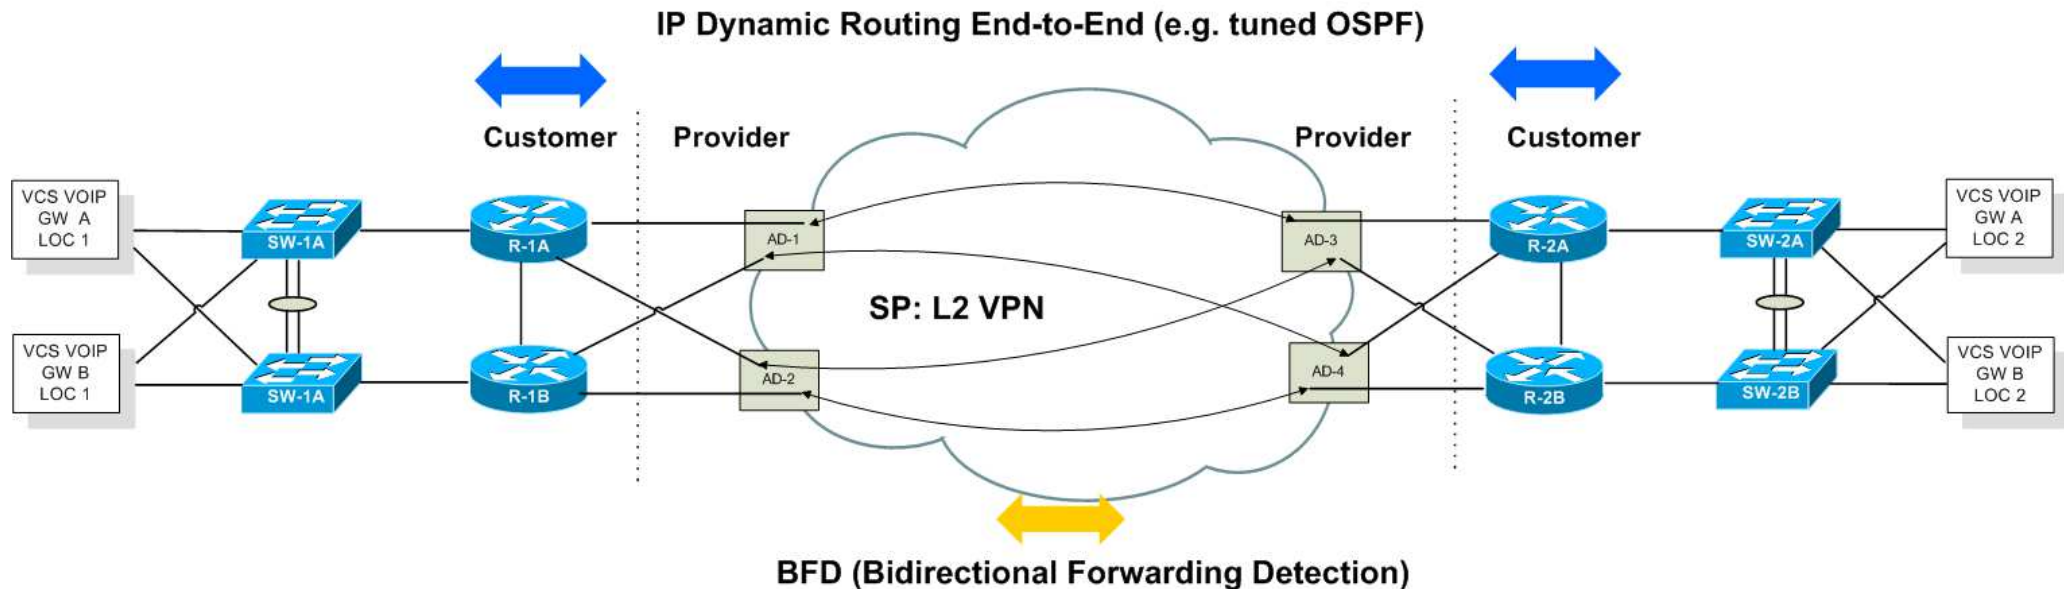 IP Dynamic Routing End-to-End (e.g. tuned OSPF)
Customer
Provider
Provider
Customer
VCS VOIP
GW A
LOC 1
SW-1A
R-1A
AD-1
AD-3
R-2A
SW-2A
VCS VOIP
GW A
LOC 2
SP: L2 VPN
VCS VOIP
GW B
LOC 1
SW-1A
R-1B
AD-2
AD-4
R-2B
SW-2B
VCS VOIP
GW B
LOC 2
BFD (Bidirectional Forwarding Detection)